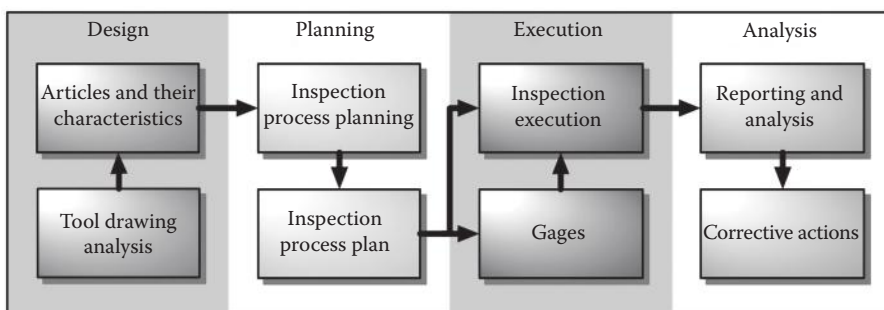 Design
Planning
Execution
Analysis
Articles and their
characteristics
Inspection
process planning
Inspection
execution
Reporting and
analysis
Tool drawing
analysis
Inspection
process plan
Gages
Corrective actions